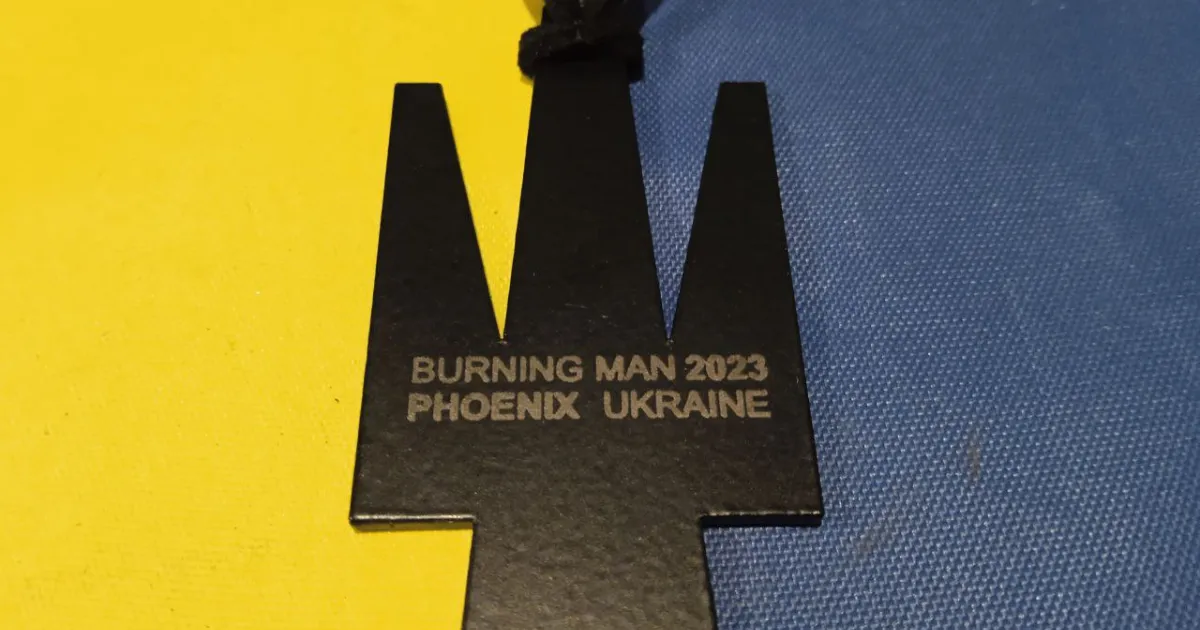 BURNING MAN 2023
PHOENIX UKRAINE